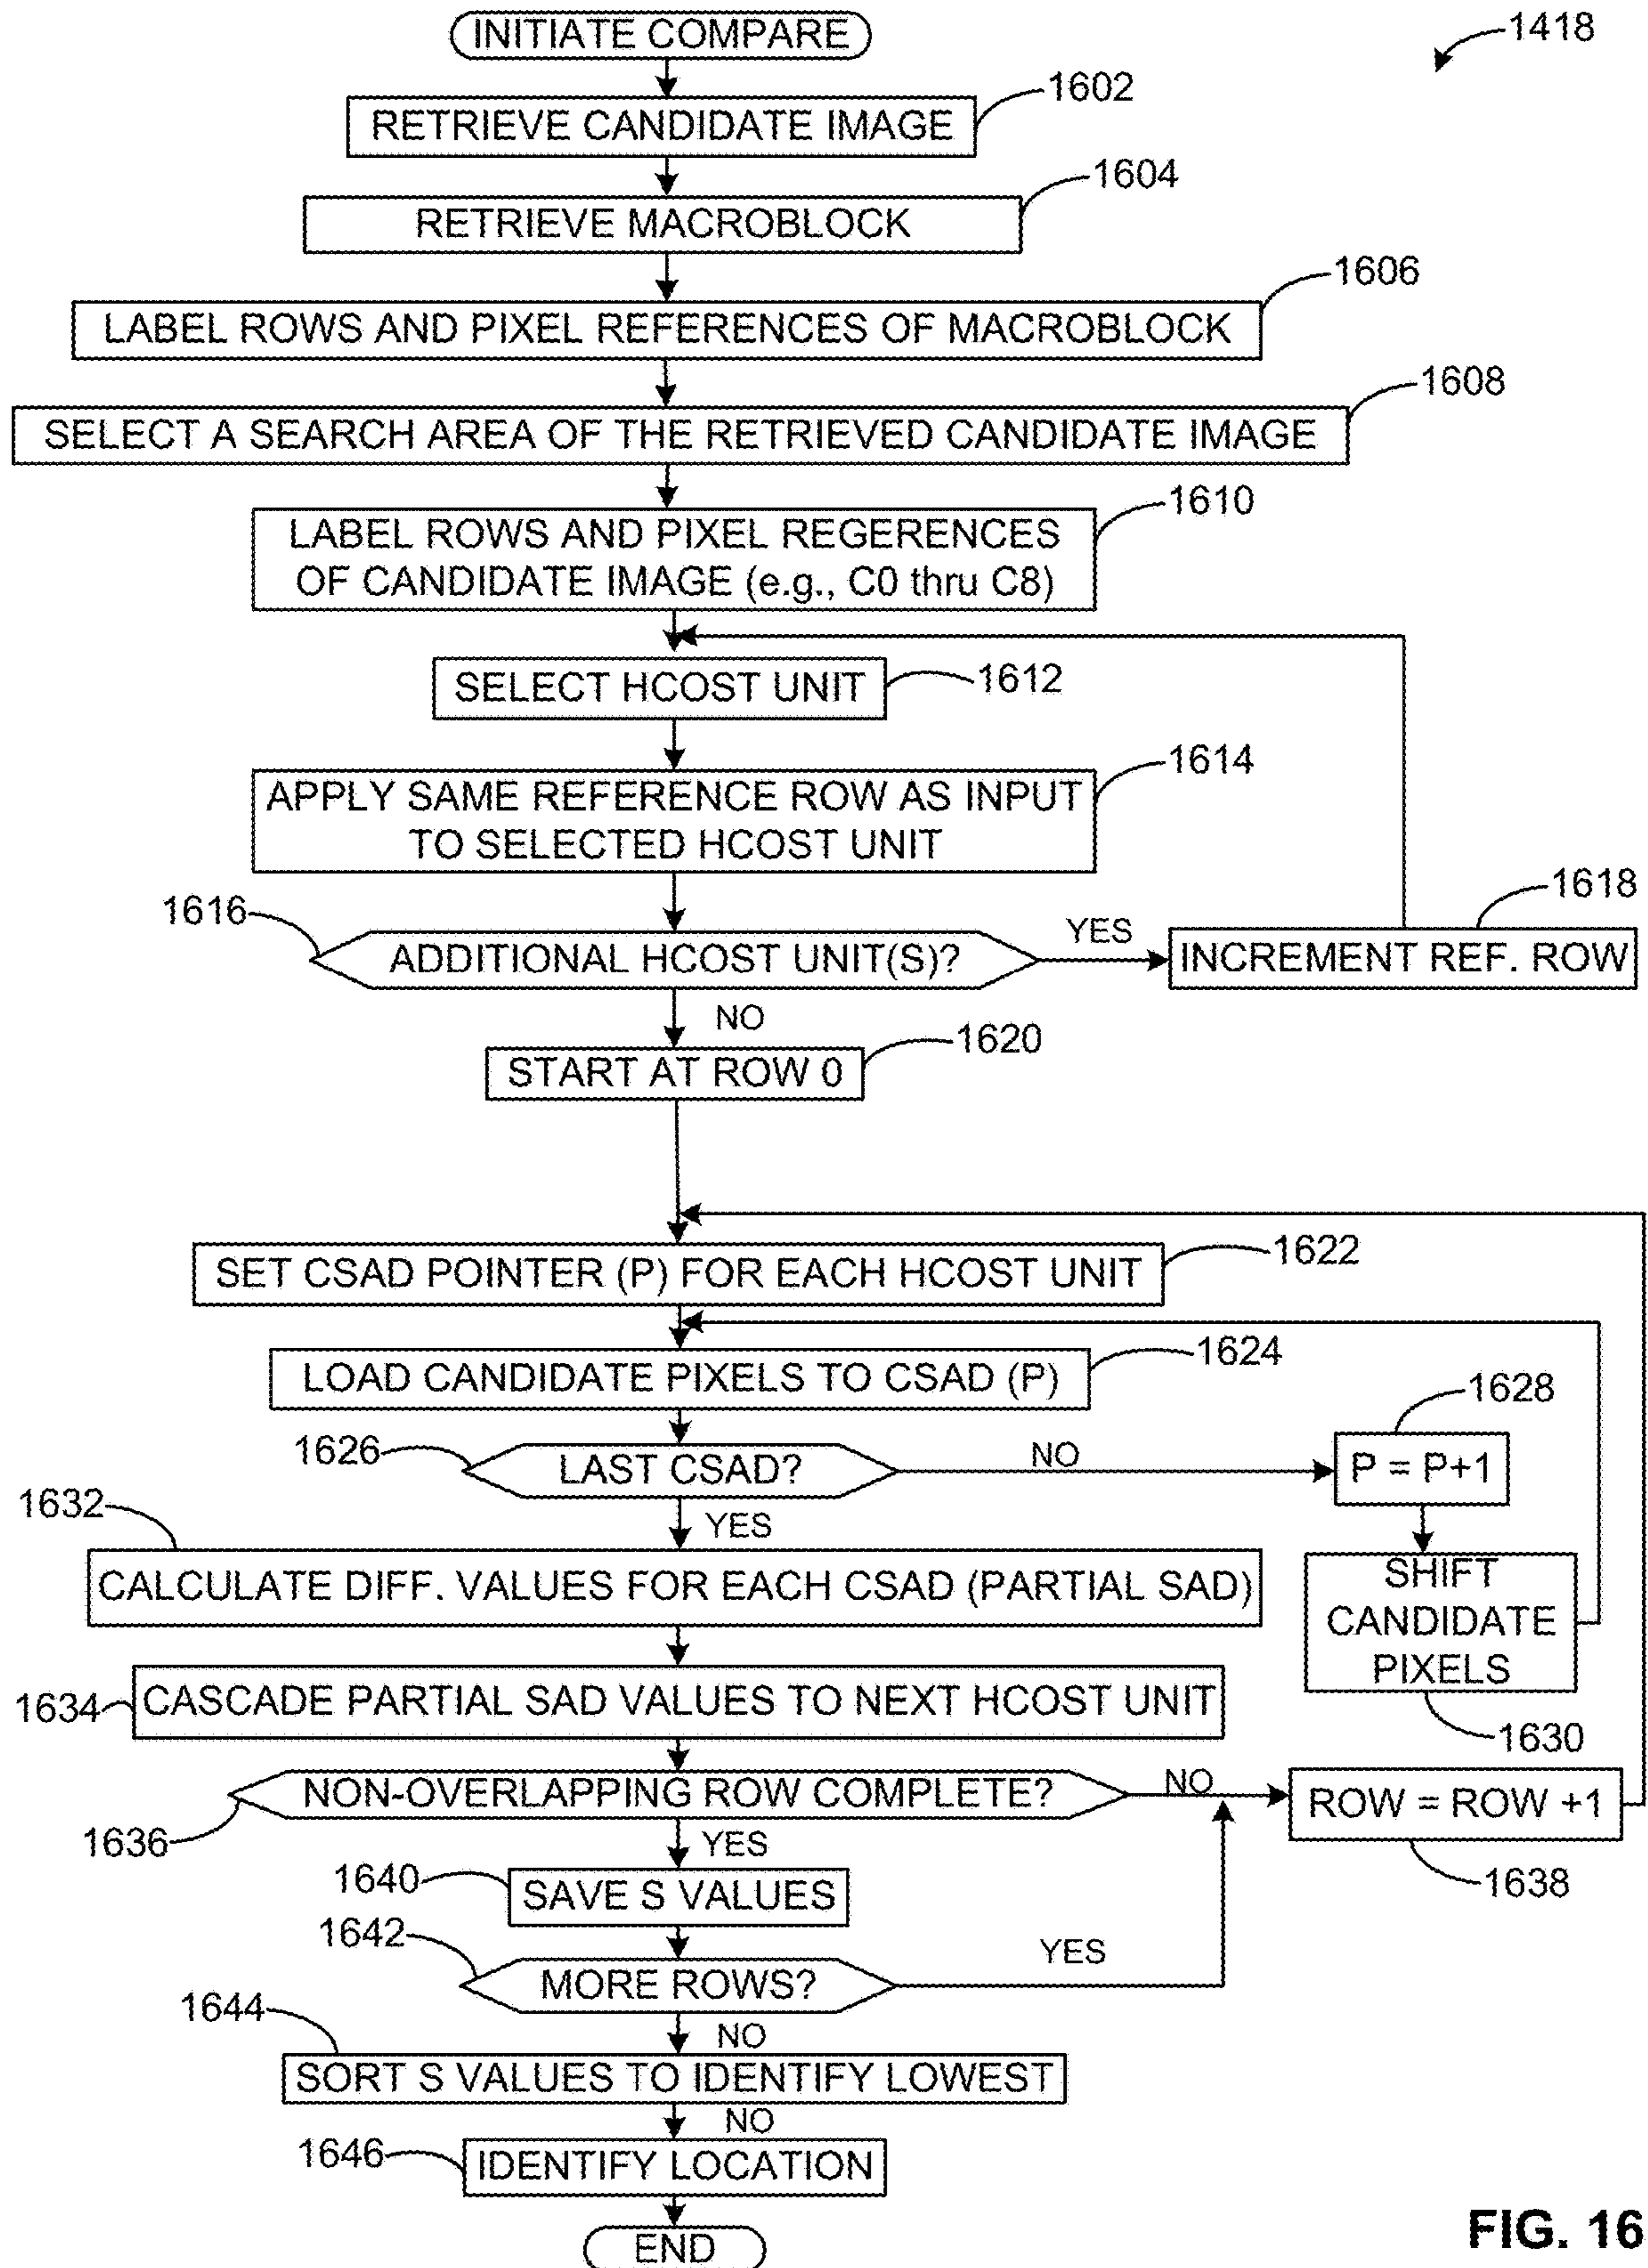 INITIATE COMPARE
1418
1602
RETRIEVE CANDIDATE IMAGE
1604
RETRIEVE MACROBLOCK
1606
LABEL ROWS AND PIXEL REFERENCES OF MACROBLOCK
1608
SELECT A SEARCH AREA OF THE RETRIEVED CANDIDATE IMAGE
1610
LABEL ROWS AND PIXEL REGERENCES
OF CANDIDATE IMAGE (e.g., C0 thru C8)
SELECT HCOST UNIT
1612
1614
APPLY SAME REFERENCE ROW AS INPUT
TO SELECTED HCOST UNIT
1616
ADDITIONAL HCOST UNIT(S)?
YES
1618
INCREMENT REF. ROW
NO
1620
START AT ROW 0
1622
SET CSAD POINTER (P) FOR EACH HCOST UNIT
1624
LOAD CANDIDATE PIXELS TO CSAD (P)
1626
LAST CSAD?
NO
1628
P = P+1
YES
1632
CALCULATE DIFF. VALUES FOR EACH CSAD (PARTIAL SAD)
SHIFT
CANDIDATE
PIXELS
1630
1634
CASCADE PARTIAL SAD VALUES TO NEXT HCOST UNIT
NON-OVERLAPPING ROW COMPLETE?
NO
1636
ROW = ROW +1
1638
YES
1640
SAVE S VALUES
1642
MORE ROWS?
YES
NO
1644
SORT S VALUES TO IDENTIFY LOWEST
NO
1646
IDENTIFY LOCATION
END
FIG. 16